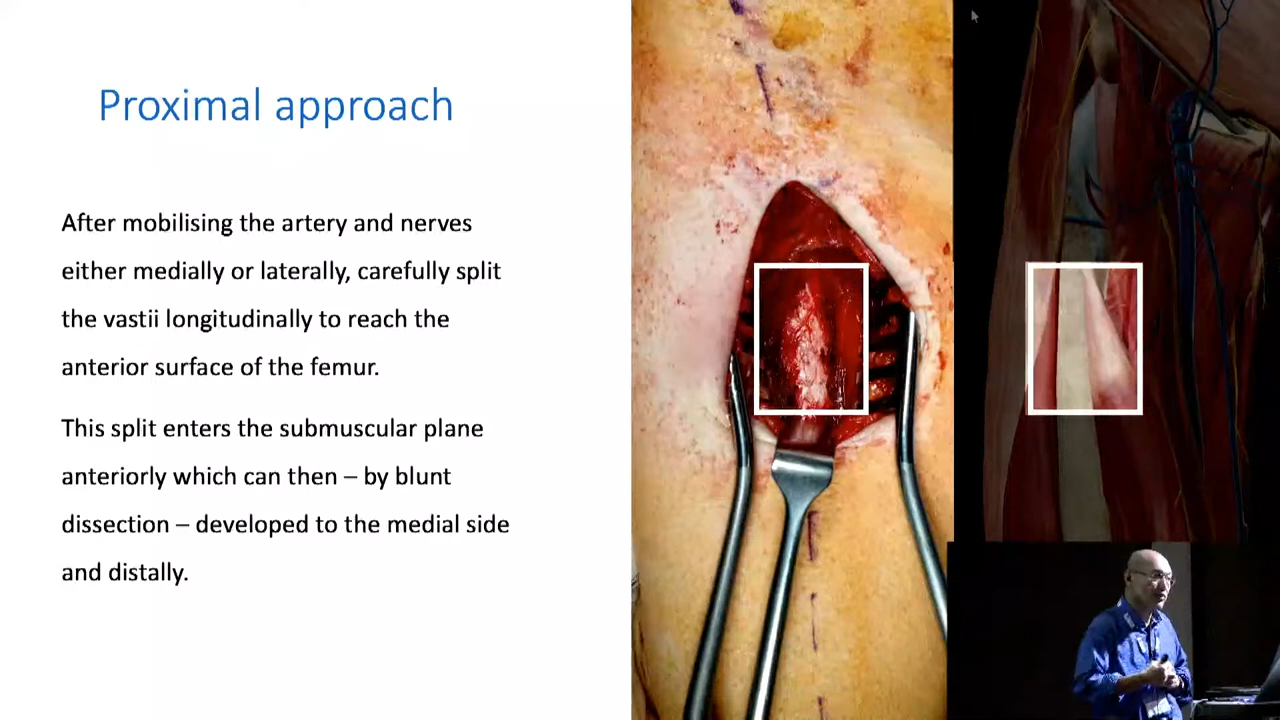 Proximal approach
After mobilising the artery and nerves
either medially or laterally, carefully split
the vastii longitudinally to reach the
anterior surface of the femur.
This split enters the submuscular plane
anteriorly which can then – by blunt
dissection – developed to the medial side
and distally.